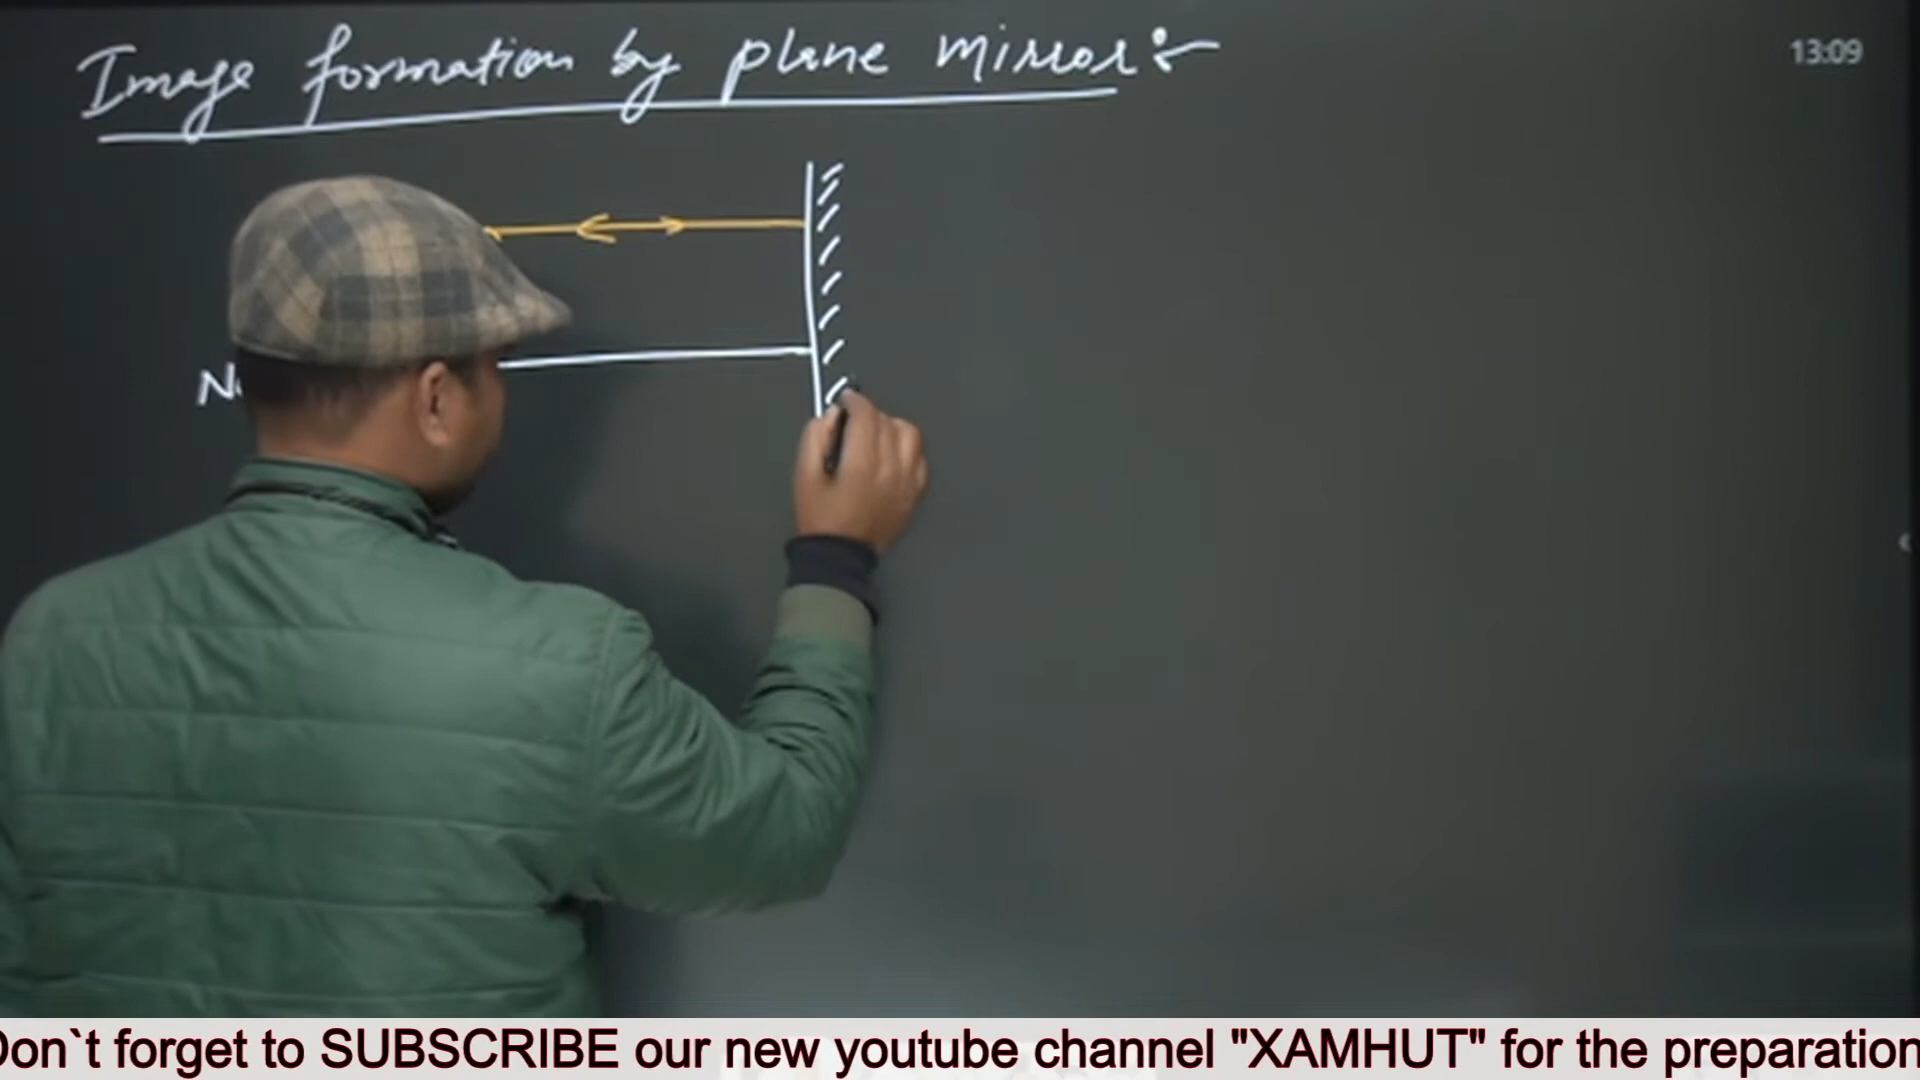 Image formation by plane mirror:-
13:09
N
Don`t forget to SUBSCRIBE our new youtube channel "XAMHUT" for the preparation